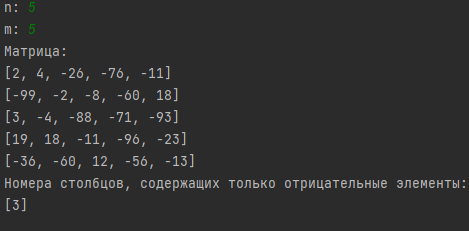 n: 5
m: 5
Матрица:
[2, 4, -26, -76, -11]
[-99, -2, -8, -60, 18]
[3, -4, -88, -71, -93]
[19, 18, -11, -96, -23]
[-36, -60, 12, -56, -13]
Номера столбцов, содержащих только отрицательные элементы:
[3]